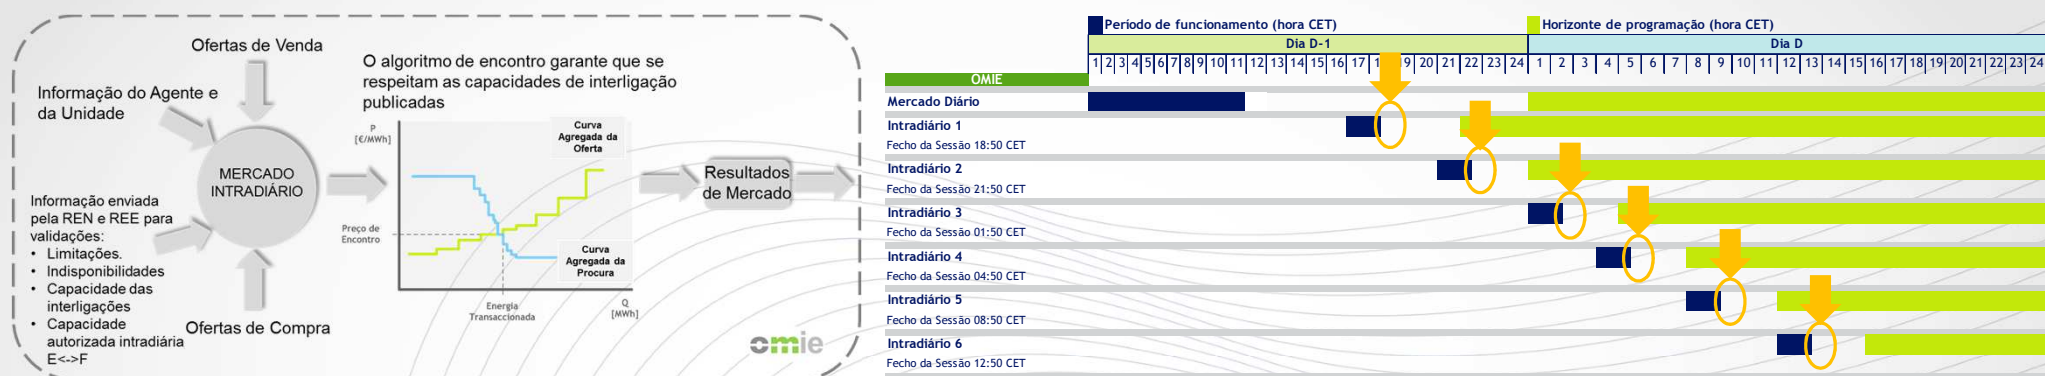 Ofertas de Venda
Informação do Agente e
da Unidade
MERCADO
INTRADIÁRIO
Informação enviada
pela REN e REE para
validações:
• Limitações.
• Indisponibilidades
• Capacidade das
interligações
• Capacidade
autorizada intradiária
E<->F
Ofertas de Compra
O algoritmo de encontro garante que se
respeitam as capacidades de interligação
publicadas
P
[€/MWh]
Curva
Agregada da
Oferta
Preço de
Encontro
Curva
Agregada da
Procura
Energia
Transaccionada
Q
[MWh]
Resultados
de Mercado
omie
Período de funcionamento (hora CET)
Horizonte de programação (hora CET)
Dia D-1
Dia D
1 2 3 4 5 6 7 8 9 10 11 12 13 14 15 16 17 1 9 20 21 22 23 24
1 2 3 4 5 6 7 8 9 10 11 12 13 14 15 16 17 18 19 20 21 22 23 24
OMIE
Mercado Diário
Intradiário 1
Fecho da Sessão 18:50 CET
Intradiário 2
Fecho da Sessão 21:50 CET
Intradiário 3
Fecho da Sessão 01:50 CET
Intradiário 4
Fecho da Sessão 04:50 CET
Intradiário 5
Fecho da Sessão 08:50 CET
Intradiário 6
Fecho da Sessão 12:50 CET